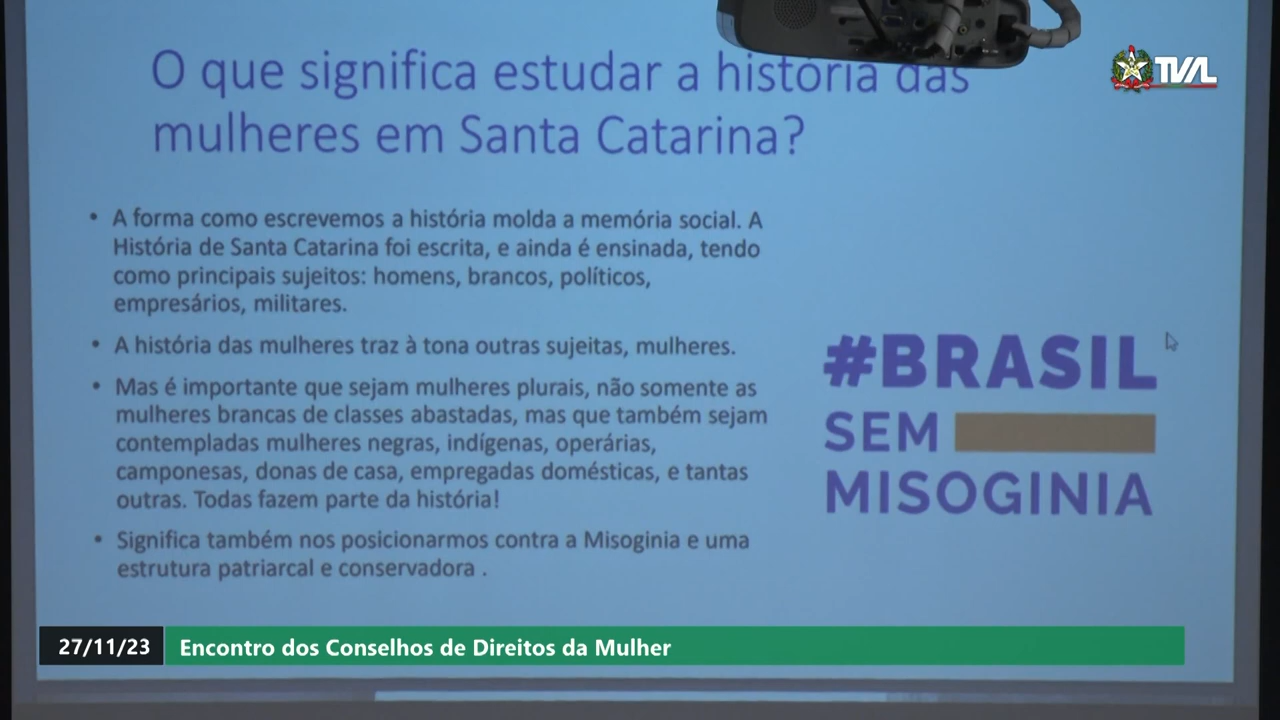 O que significa estudar a história das
mulheres em Santa Catarina?
TVAL
• A forma como escrevemos a história molda a memória social. A
História de Santa Catarina foi escrita, e ainda é ensinada, tendo
como principais sujeitos: homens, brancos, políticos,
empresários, militares.
• A história das mulheres traz à tona outras sujeitas, mulheres.
• Mas é importante que sejam mulheres plurais, não somente as
mulheres brancas de classes abastadas, mas que também sejam
contempladas mulheres negras, indígenas, operárias,
camponesas, donas de casa, empregadas domésticas, e tantas
outras. Todas fazem parte da história!
• Significa também nos posicionarmos contra a Misoginia e uma
estrutura patriarcal e conservadora .
#BRASIL
SEM
MISOGINIA
27/11/23 Encontro dos Conselhos de Direitos da Mulher